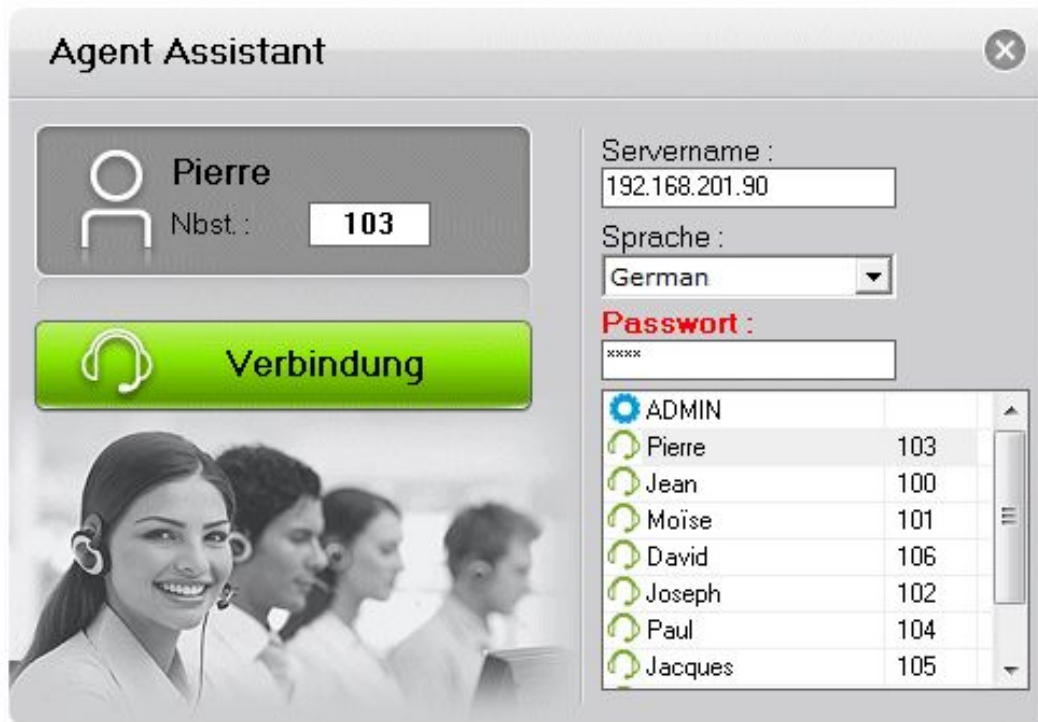 Agent Assistant
Pierre
Nbst. : 103
Verbindung
Servername :
192.168.201.90
Sprache :
German
Passwort :
****
ADMIN
Pierre 103
Jean 100
Moïse 101
David 106
Joseph 102
Paul 104
Jacques 105